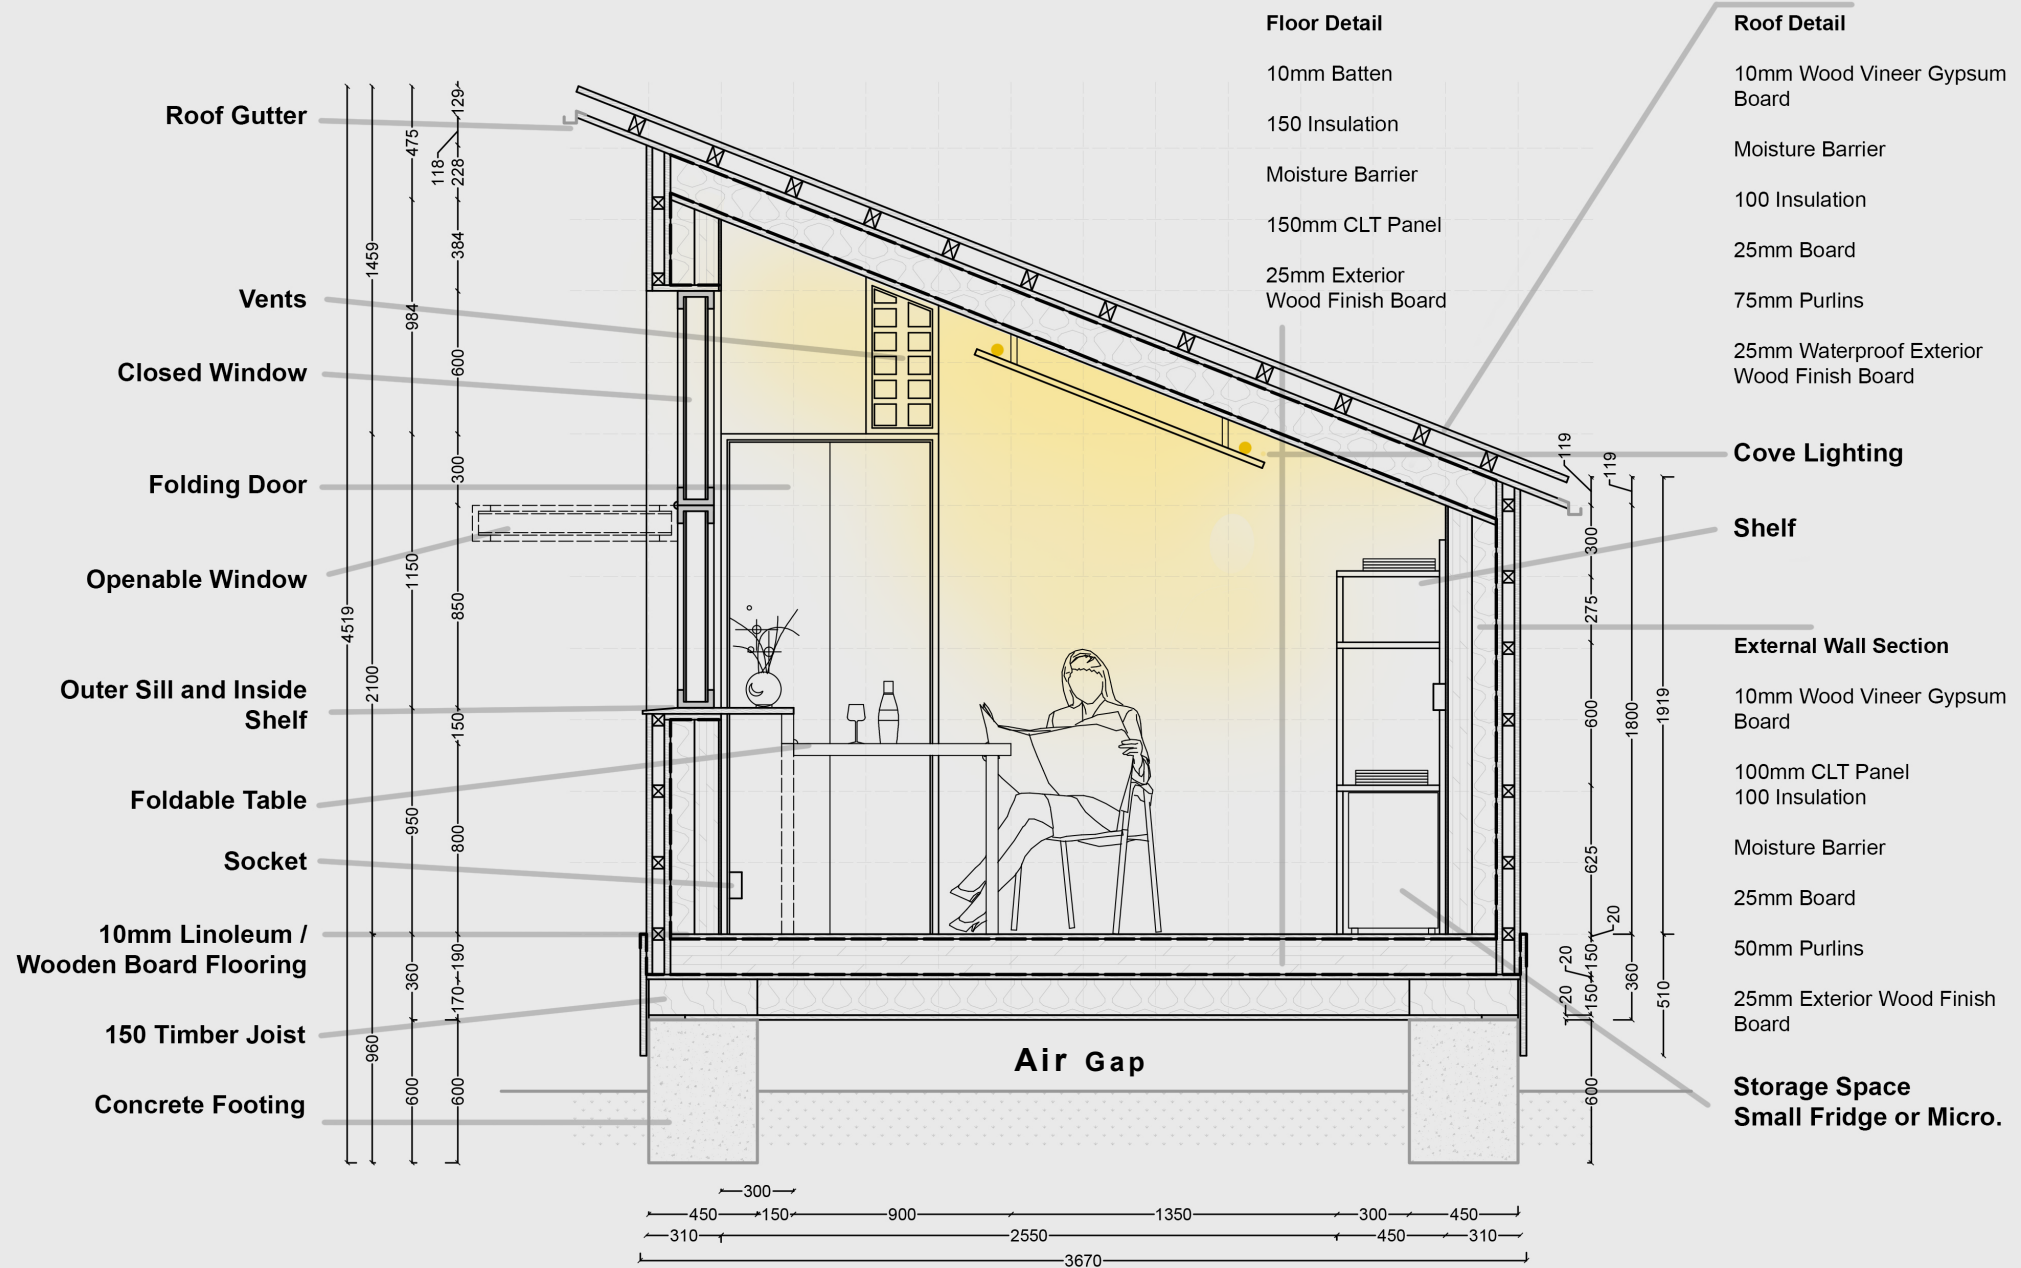 Roof Gutter
Vents
Closed Window
Folding Door
Openable Window
Outer Sill and Inside
Shelf
Foldable Table
Socket
10mm Linoleum /
Wooden Board Flooring
150 Timber Joist
Concrete Footing
4519
1459
2100
960
475
984
1150
950
360
600
129
118
228
384
600
300
850
150
800
190
170
600
Floor Detail
10mm Batten
150 Insulation
Moisture Barrier
150mm CLT Panel
25mm Exterior
Wood Finish Board
Air Gap
Roof Detail
10mm Wood Vineer Gypsum
Board
Moisture Barrier
100 Insulation
25mm Board
75mm Purlins
25mm Waterproof Exterior
Wood Finish Board
Cove Lighting
Shelf
External Wall Section
10mm Wood Vineer Gypsum
Board
100mm CLT Panel
100 Insulation
Moisture Barrier
25mm Board
50mm Purlins
25mm Exterior Wood Finish
Board
Storage Space
Small Fridge or Micro.
119
119
300
275
600
625
20
150
20
150
20
600
1800
360
1919
510
300
450 150 900 1350 300 450
310 2550 450 310
3670